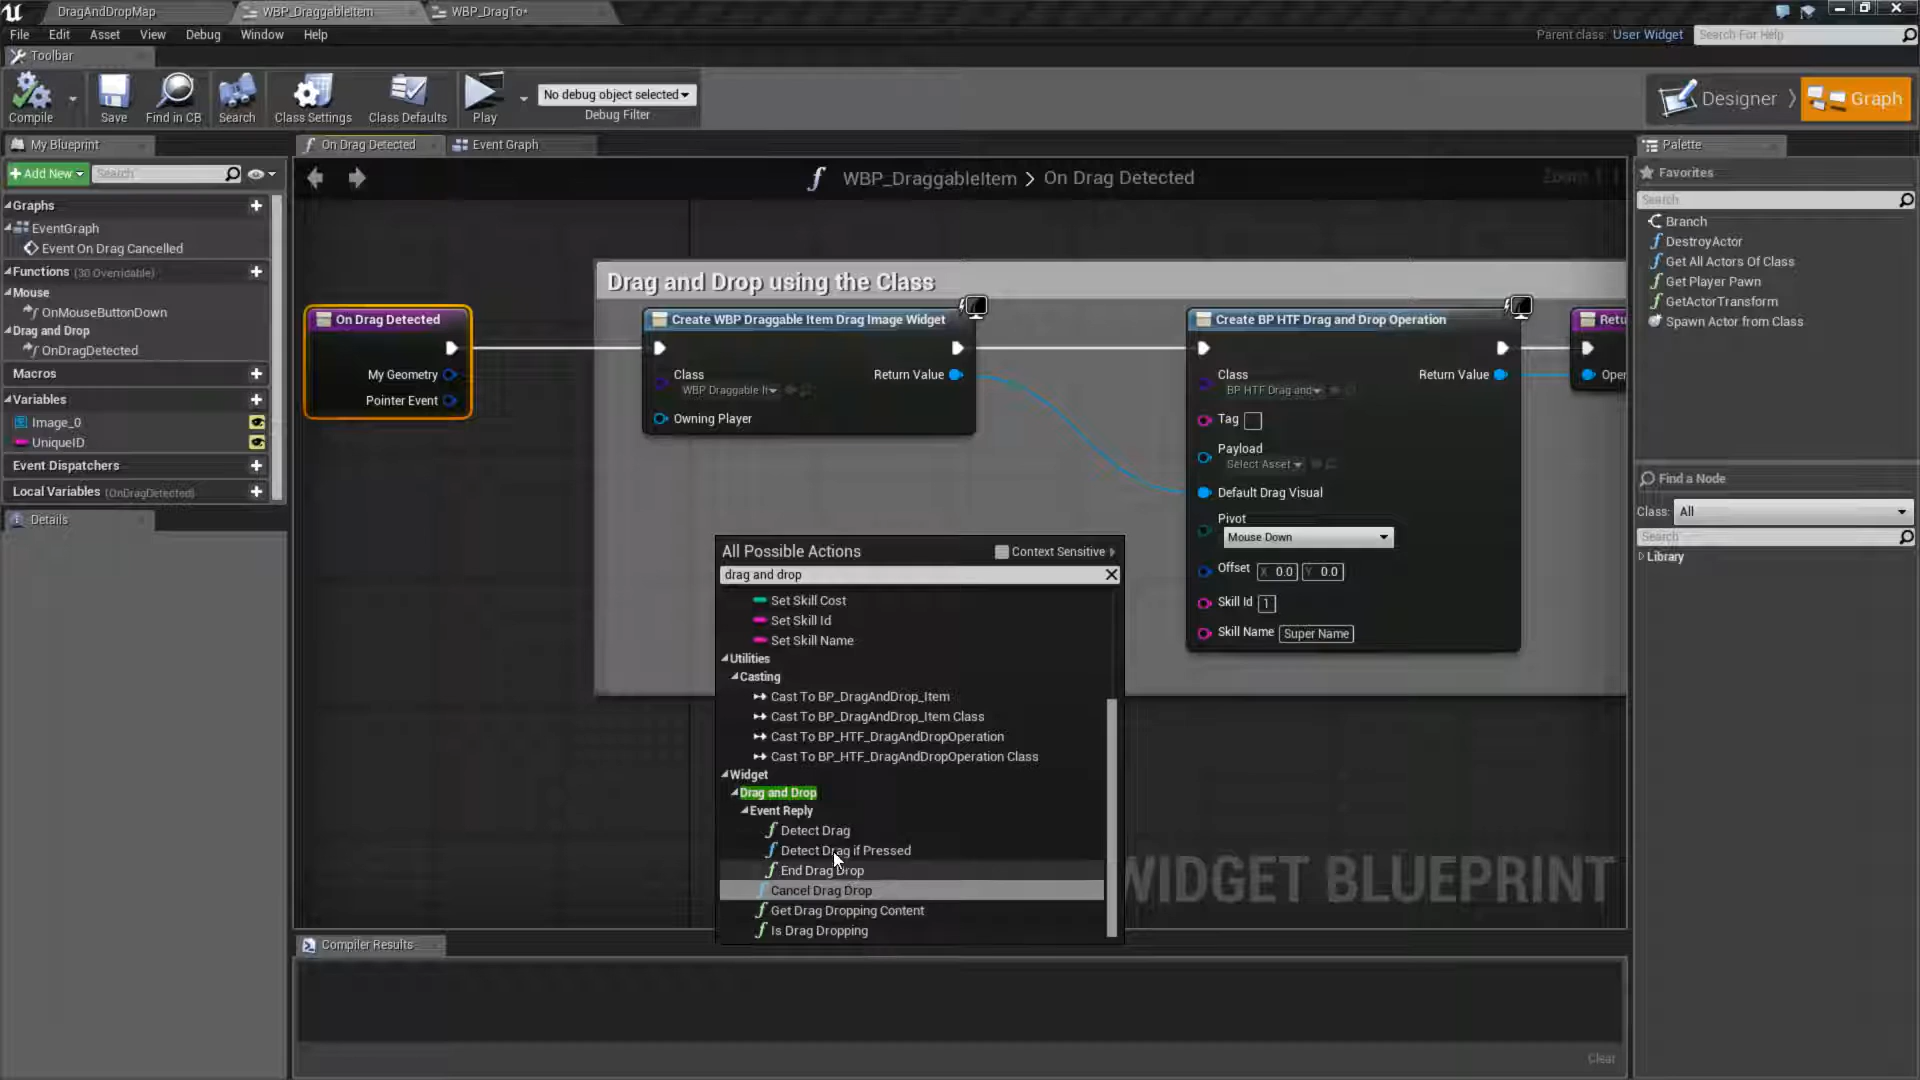 DragAndDropMap
WBP_DraggableItem
WBP_DragTo*
File Edit Asset View Debug Window Help
Parent class: User Widget
Search For Help
Toolbar
Compile
Save
Find in CB
Search
Class Settings
Class Defaults
Play
No debug object selected
Debug Filter
Designer
Graph
My Blueprint
Add New
Search
Graphs
EventGraph
Event On Drag Cancelled
Functions (30 Overridable)
Mouse
OnMouseButtonDown
Drag and Drop
OnDragDetected
Macros
Variables
Image_0
UniqueID
Event Dispatchers
Local Variables (OnDragDetected)
Details
On Drag Detected
Event Graph
WBP_DraggableItem > On Drag Detected
Drag and Drop using the Class
On Drag Detected
My Geometry
Pointer Event
Create WBP Draggable Item Drag Image Widget
Class
WBP Draggable It
Return Value
Owning Player
Create BP HTF Drag and Drop Operation
Class
BP HTF Drag and
Return Value
Tag
Payload
Select Asset
Default Drag Visual
Pivot
Mouse Down
Offset X 0.0 Y 0.0
Skill Id 1
Skill Name Super Name
Retu
Oper
All Possible Actions
Context Sensitive
drag and drop
Set Skill Cost
Set Skill Id
Set Skill Name
Utilities
Casting
Cast To BP_DragAndDrop_Item
Cast To BP_DragAndDrop_Item Class
Cast To BP_HTF_DragAndDropOperation
Cast To BP_HTF_DragAndDropOperation Class
Widget
Drag and Drop
Event Reply
Detect Drag
Detect Drag if Pressed
End Drag Drop
Cancel Drag Drop
Get Drag Dropping Content
Is Drag Dropping
WIDGET BLUEPRINT
Compiler Results
Clear
Palette
Favorites
Search
Branch
DestroyActor
Get All Actors Of Class
Get Player Pawn
GetActorTransform
Spawn Actor from Class
Find a Node
Class: All
Search
Library